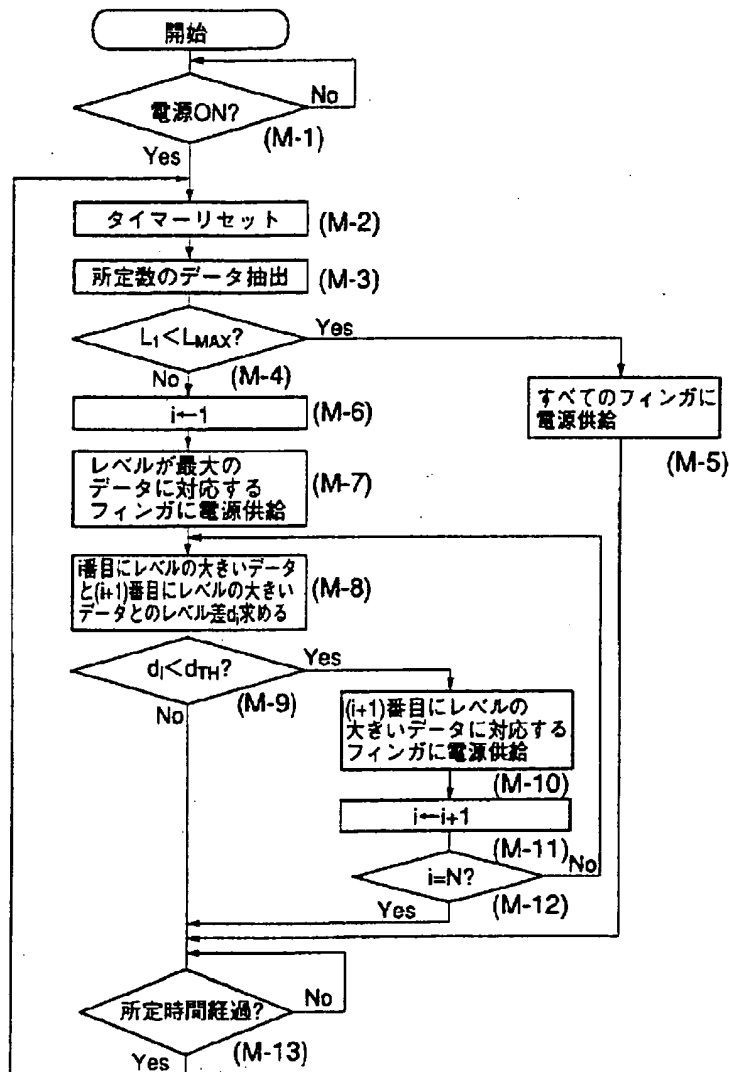 開始
電源ON?
No
(M-1)
Yes
タイマーリセット
(M-2)
所定数のデータ抽出
(M-3)
L1<LMAX?
Yes
No
(M-4)
すべてのフィンガに
電源供給
(M-5)
i←1
(M-6)
レベルが最大の
データに対応する
フィンガに電源供給
(M-7)
i番目にレベルの大きいデータ
と(i+1)番目にレベルの大きい
データとのレベル差di求める
(M-8)
di<dTH?
Yes
No
(M-9)
(i+1)番目にレベルの
大きいデータに対応する
フィンガに電源供給
(M-10)
i←i+1
(M-11)
i=N?
No
(M-12)
Yes
所定時間経過?
No
(M-13)
Yes